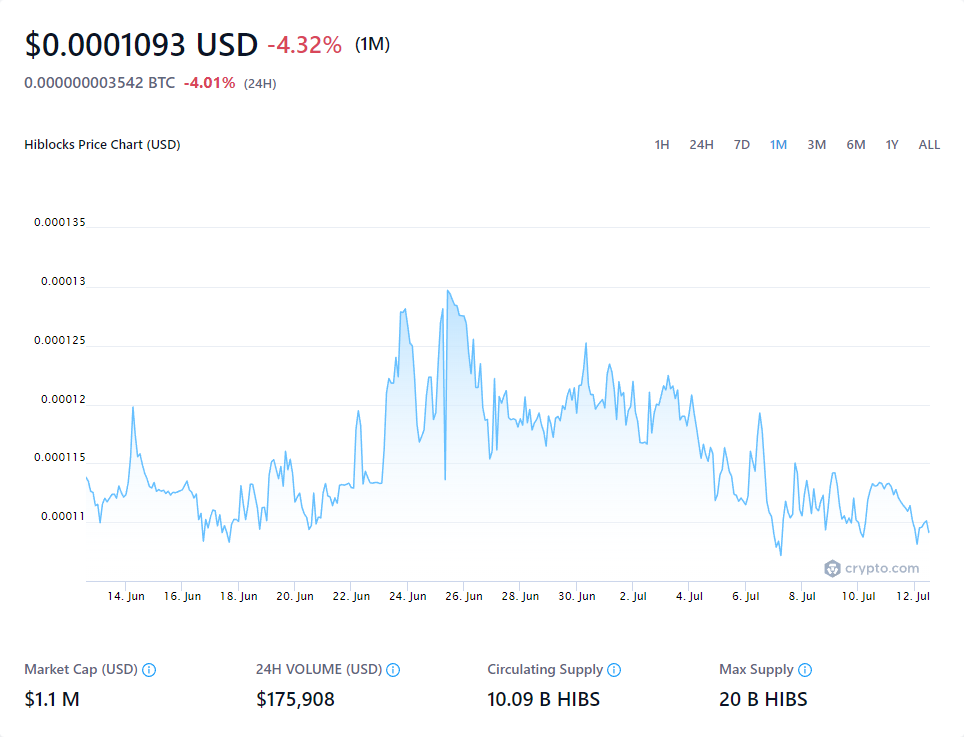 $0.0001093 USD -4.32% (1M)
0.000000003542 BTC -4.01% (24H)
Hiblocks Price Chart (USD) 1H 24H 7D 1M 3M 6M 1Y ALL
0.000135
0.00013
0.000125
0.00012
0.000115
0.00011
crypto.com
14. Jun 16. Jun 18. Jun 20. Jun 22. Jun 24. Jun 26. Jun 28. Jun 30. Jun 2. Jul 4. Jul 6. Jul 8. Jul 10. Jul 12. Jul
Market Cap (USD) 24H VOLUME (USD) Circulating Supply Max Supply
$1.1 M $175,908 10.09 B HIBS 20 B HIBS